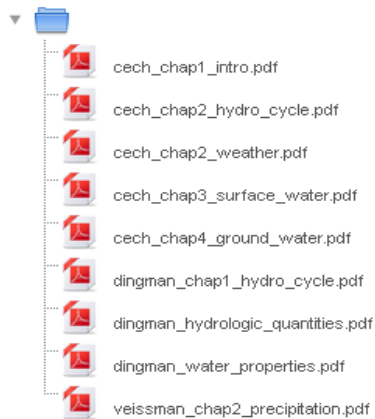 cech_chap1_intro.pdf
cech_chap2_hydro_cycle.pdf
cech_chap2_weather.pdf
cech_chap3_surface_water.pdf
cech_chap4_ground_water.pdf
dingman_chap1_hydro_cycle.pdf
dingman_hydrologic_quantities.pdf
dingman_water_properties.pdf
veissman_chap2_precipitation.pdf